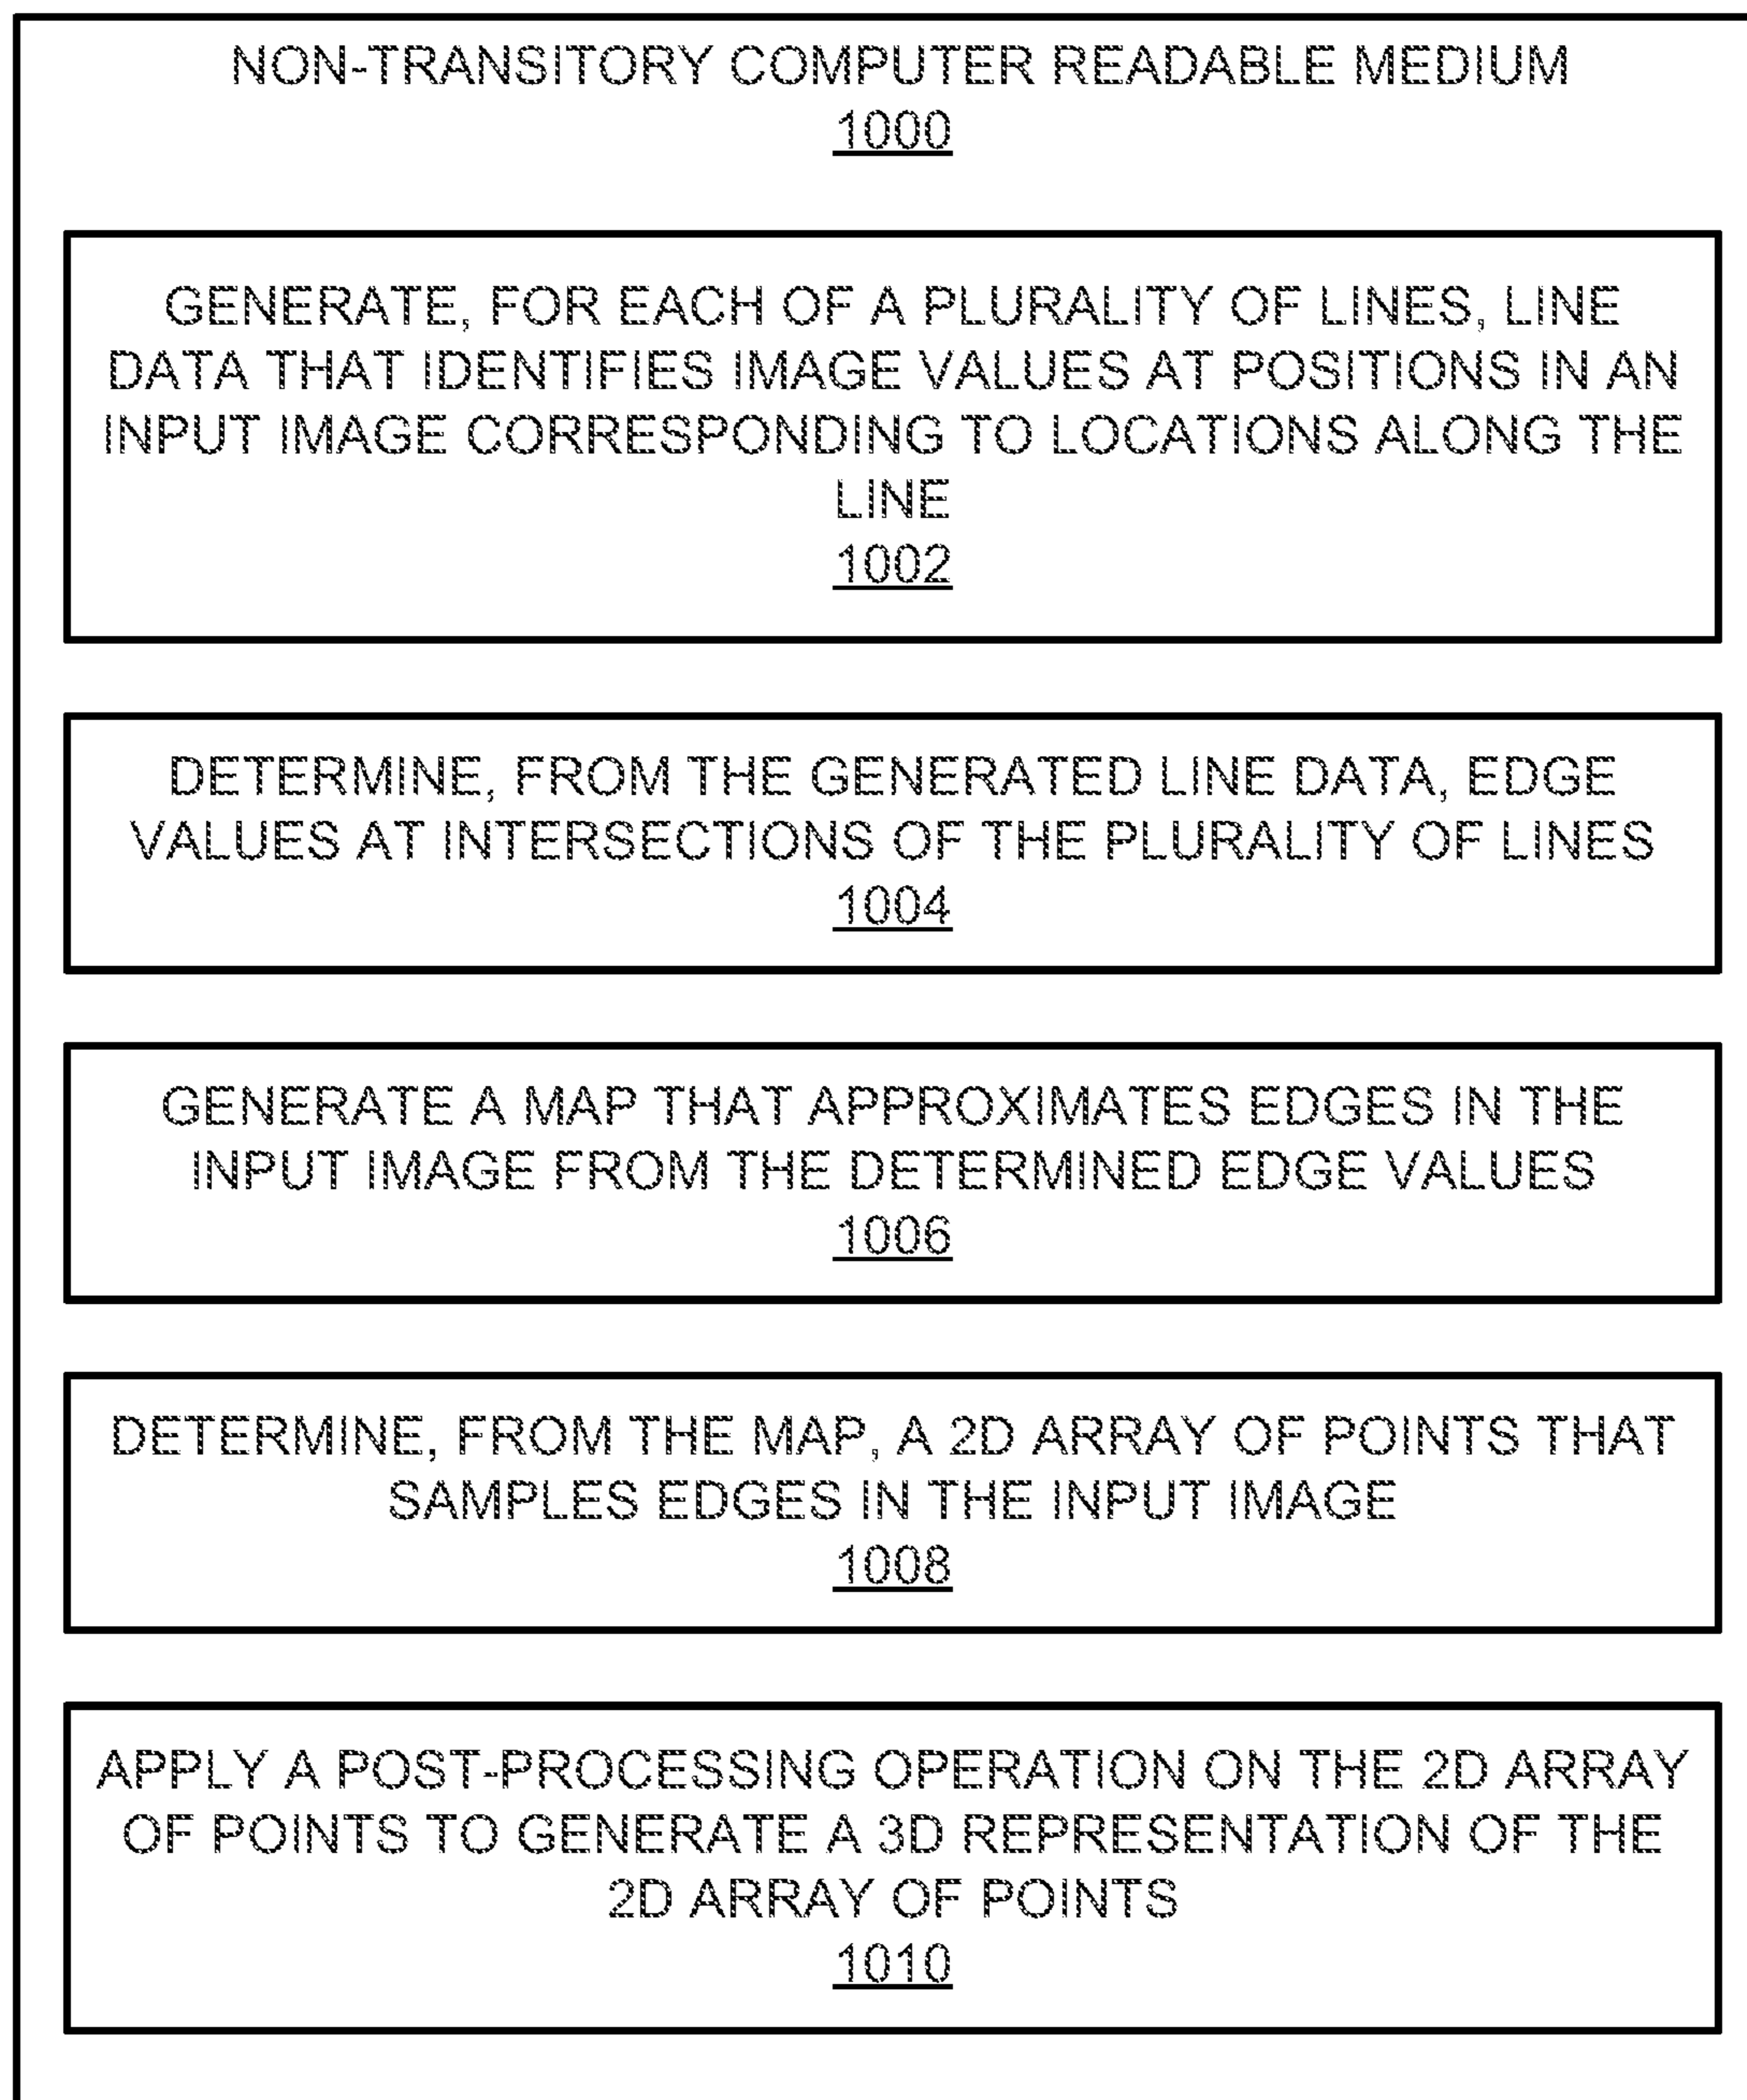 NON-TRANSITORY COMPUTER READABLE MEDIUM
1000
GENERATE, FOR EACH OF A PLURALITY OF LINES, LINE
DATA THAT IDENTIFIES IMAGE VALUES AT POSITIONS IN AN
INPUT IMAGE CORRESPONDING TO LOCATIONS ALONG THE
LINE
1002
DETERMINE, FROM THE GENERATED LINE DATA, EDGE
VALUES AT INTERSECTIONS OF THE PLURALITY OF LINES
1004
GENERATE A MAP THAT APPROXIMATES EDGES IN THE
INPUT IMAGE FROM THE DETERMINED EDGE VALUES
1006
DETERMINE, FROM THE MAP, A 2D ARRAY OF POINTS THAT
SAMPLES EDGES IN THE INPUT IMAGE
1008
APPLY A POST-PROCESSING OPERATION ON THE 2D ARRAY
OF POINTS TO GENERATE A 3D REPRESENTATION OF THE
2D ARRAY OF POINTS
1010